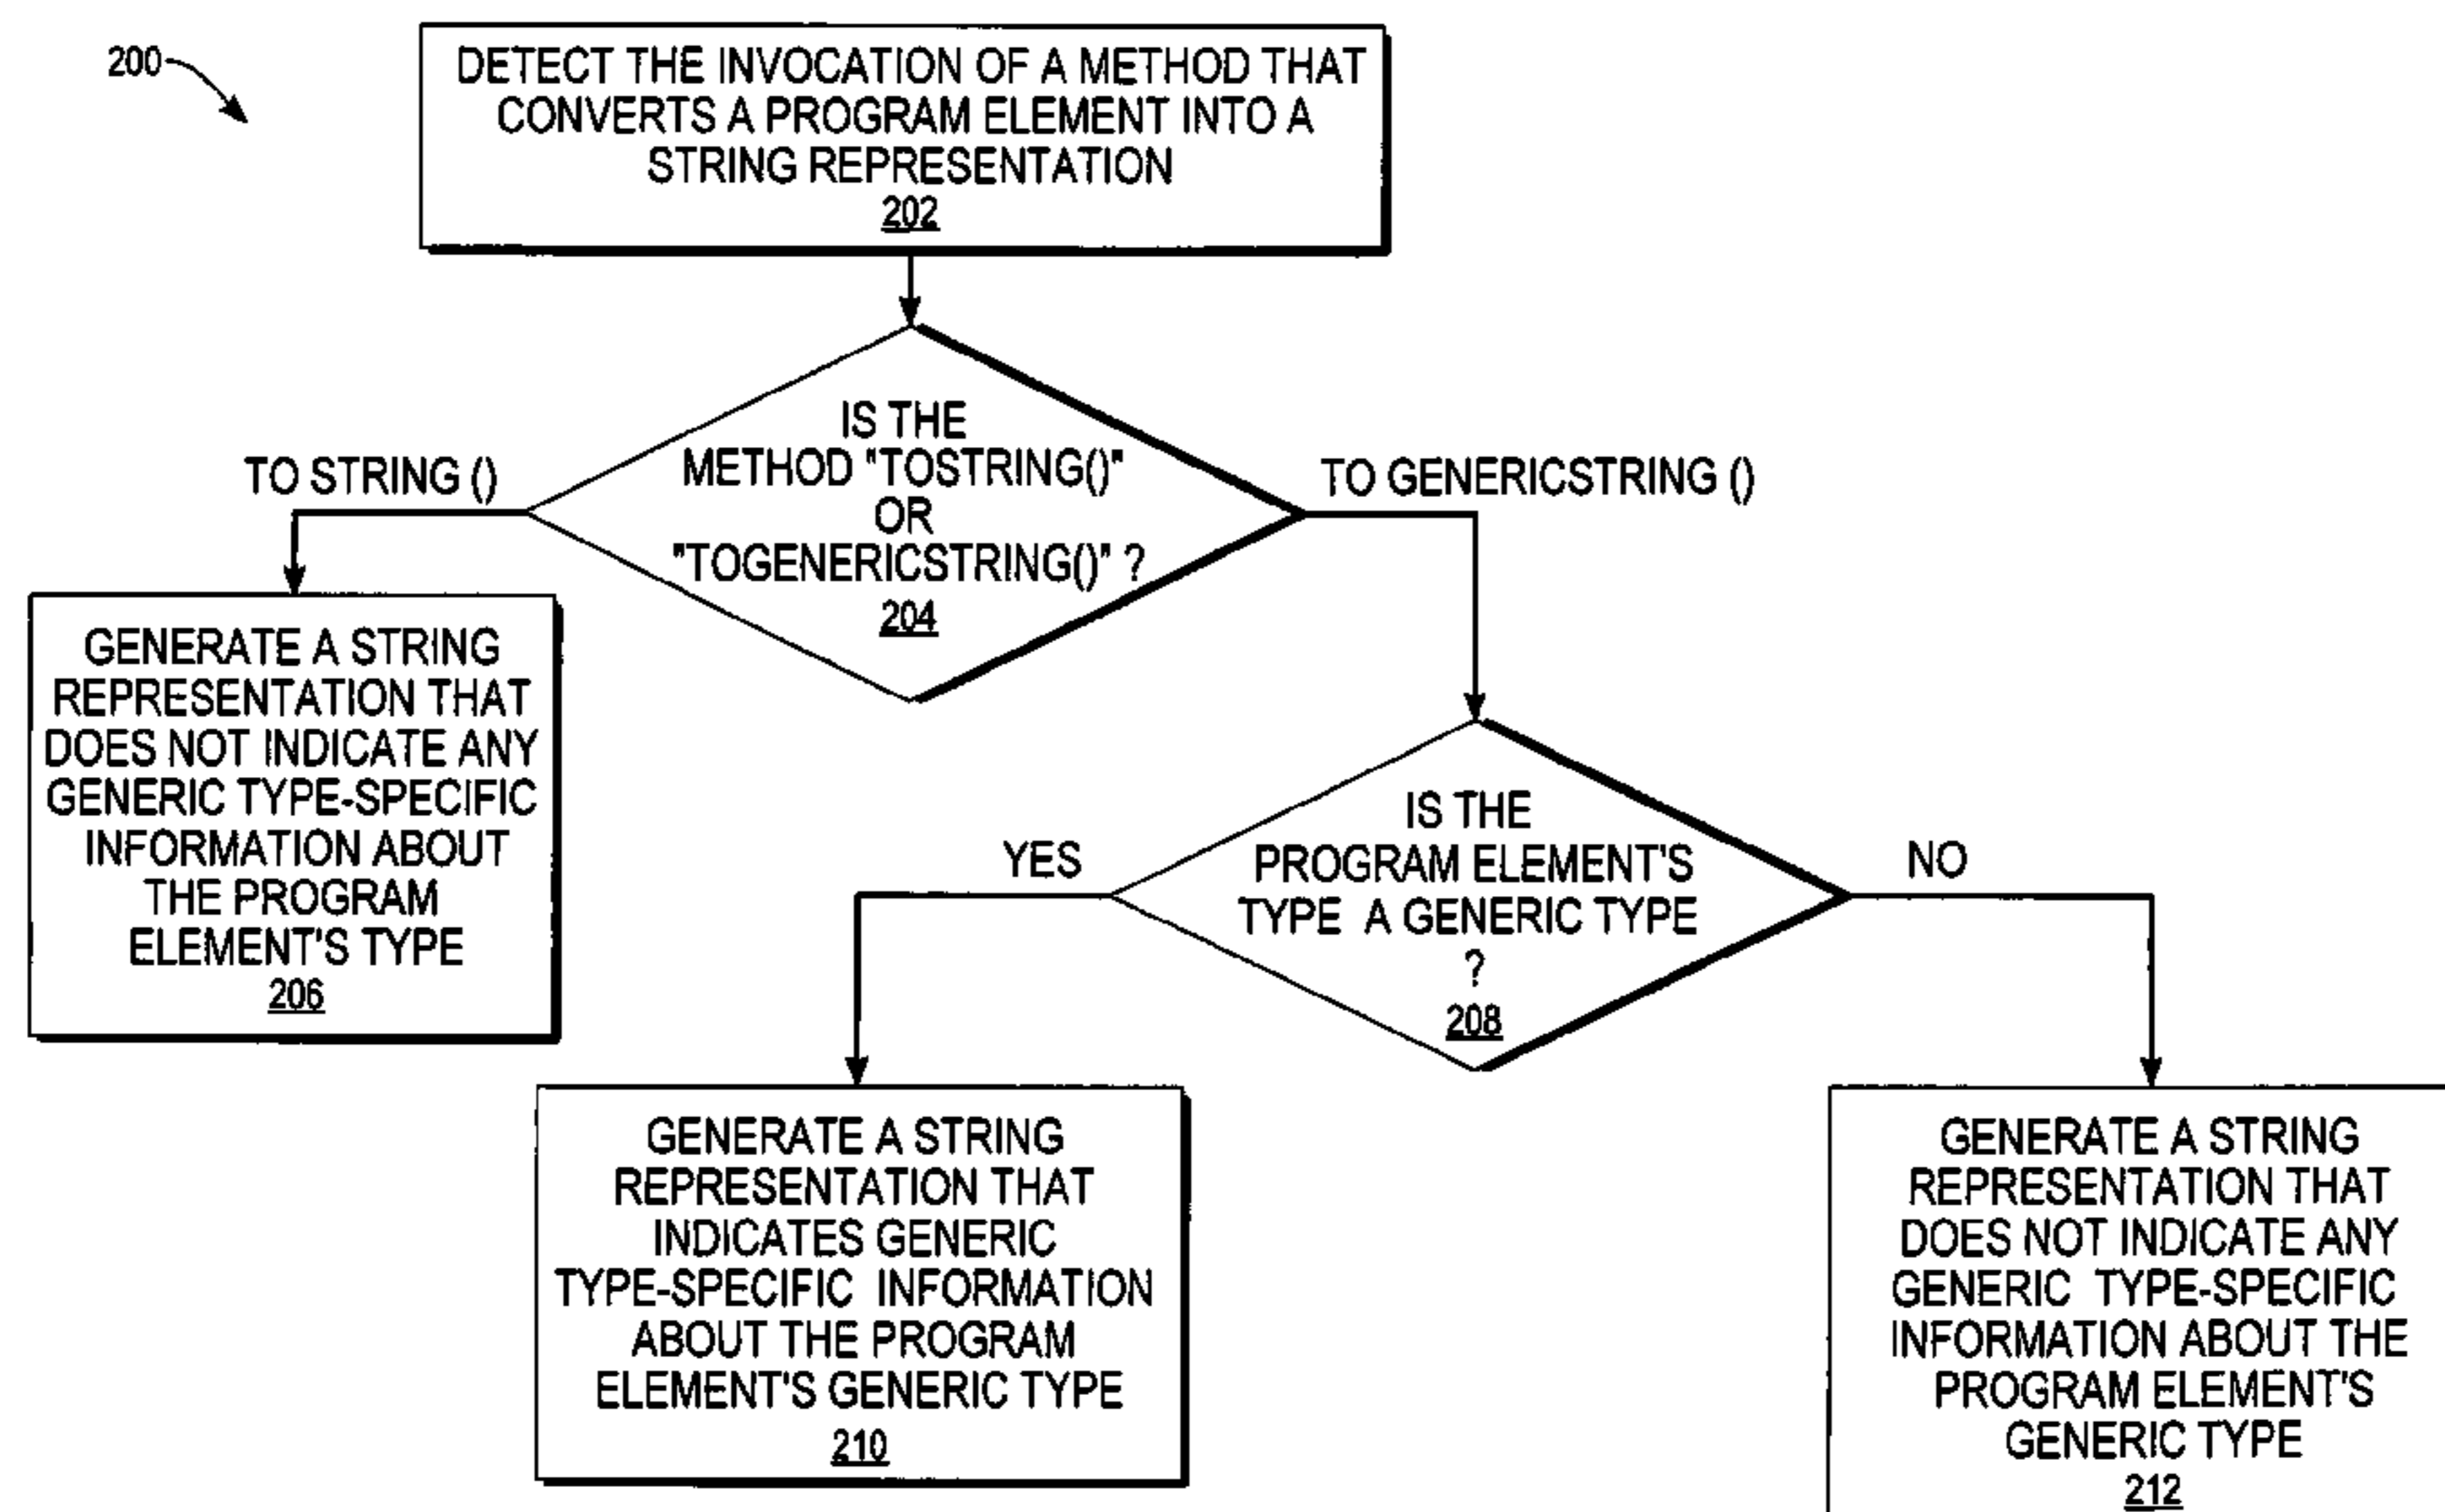 200
DETECT THE INVOCATION OF A METHOD THAT
CONVERTS A PROGRAM ELEMENT INTO A
STRING REPRESENTATION
202
IS THE
METHOD "TOSTRING()"
OR
"TOGENERICSTRING()" ?
204
TO STRING ()
TO GENERICSTRING ()
GENERATE A STRING
REPRESENTATION THAT
DOES NOT INDICATE ANY
GENERIC TYPE-SPECIFIC
INFORMATION ABOUT
THE PROGRAM
ELEMENT'S TYPE
206
IS THE
PROGRAM ELEMENT'S
TYPE A GENERIC TYPE
?
208
YES
NO
GENERATE A STRING
REPRESENTATION THAT
INDICATES GENERIC
TYPE-SPECIFIC INFORMATION
ABOUT THE PROGRAM
ELEMENT'S GENERIC TYPE
210
GENERATE A STRING
REPRESENTATION THAT
DOES NOT INDICATE ANY
GENERIC TYPE-SPECIFIC
INFORMATION ABOUT THE
PROGRAM ELEMENT'S
GENERIC TYPE
212